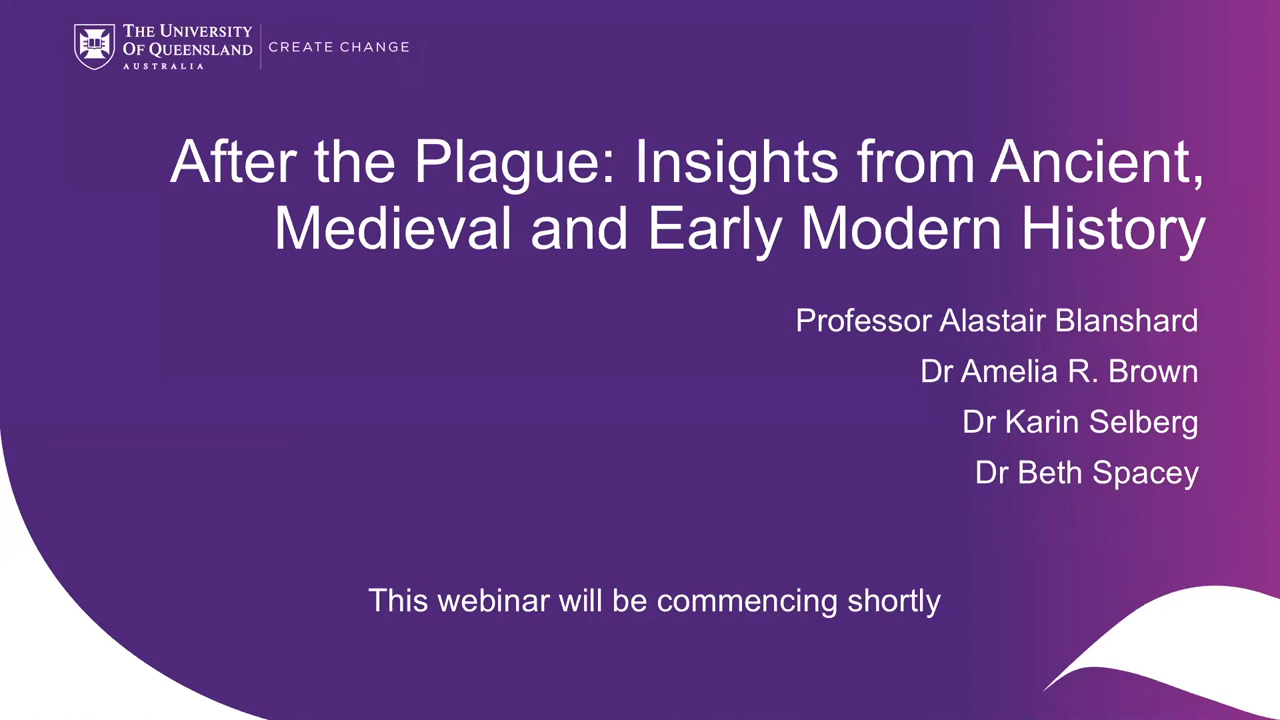 THE UNIVERSITY
OF QUEENSLAND
AUSTRALIA
CREATE CHANGE
After the Plague: Insights from Ancient,
Medieval and Early Modern History
Professor Alastair Blanshard
Dr Amelia R. Brown
Dr Karin Selberg
Dr Beth Spacey
This webinar will be commencing shortly